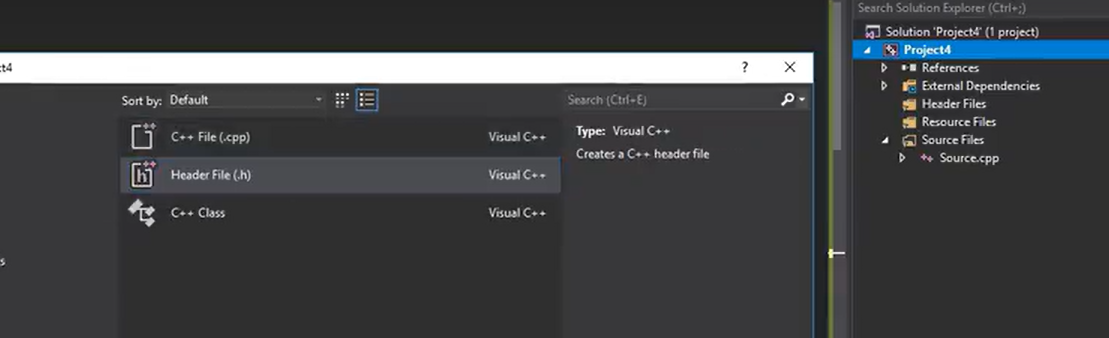 Search Solution Explorer (Ctrl+;)
Solution 'Project4' (1 project)
Project4
References
External Dependencies
Header Files
Resource Files
Source Files
Source.cpp
ct4
?
Sort by: Default
Search (Ctrl+E)
C++ File (.cpp) Visual C++
Header File (.h) Visual C++
C++ Class Visual C++
Type: Visual C++
Creates a C++ header file
s